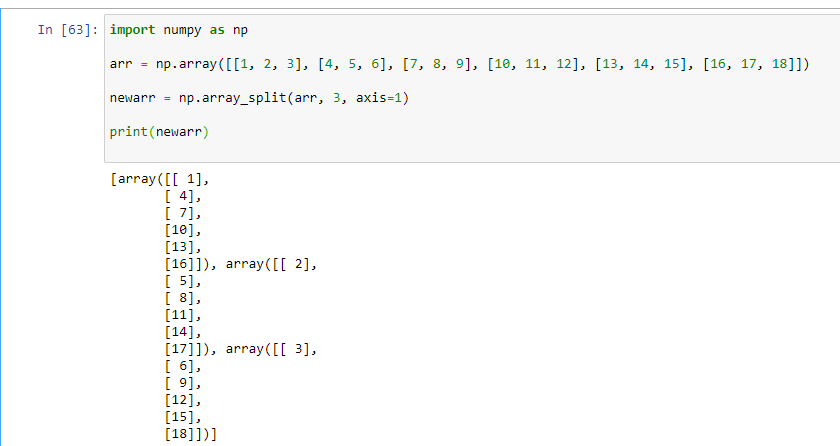 In [63]: import numpy as np
arr = np.array([[1, 2, 3], [4, 5, 6], [7, 8, 9], [10, 11, 12], [13, 14, 15], [16, 17, 18]])
newarr = np.array_split(arr, 3, axis=1)
print(newarr)
[array([[ 1],
       [ 4],
       [ 7],
       [10],
       [13],
       [16]]), array([[ 2],
       [ 5],
       [ 8],
       [11],
       [14],
       [17]]), array([[ 3],
       [ 6],
       [ 9],
       [12],
       [15],
       [18]])]